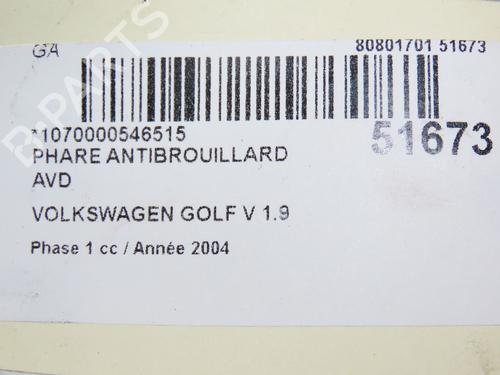 GA 80801701 51673
*1070000546515 51673
PHARE ANTIBROUILLARD
AVD
VOLKSWAGEN GOLF V 1.9
Phase 1 cc / Année 2004
B-PARTS